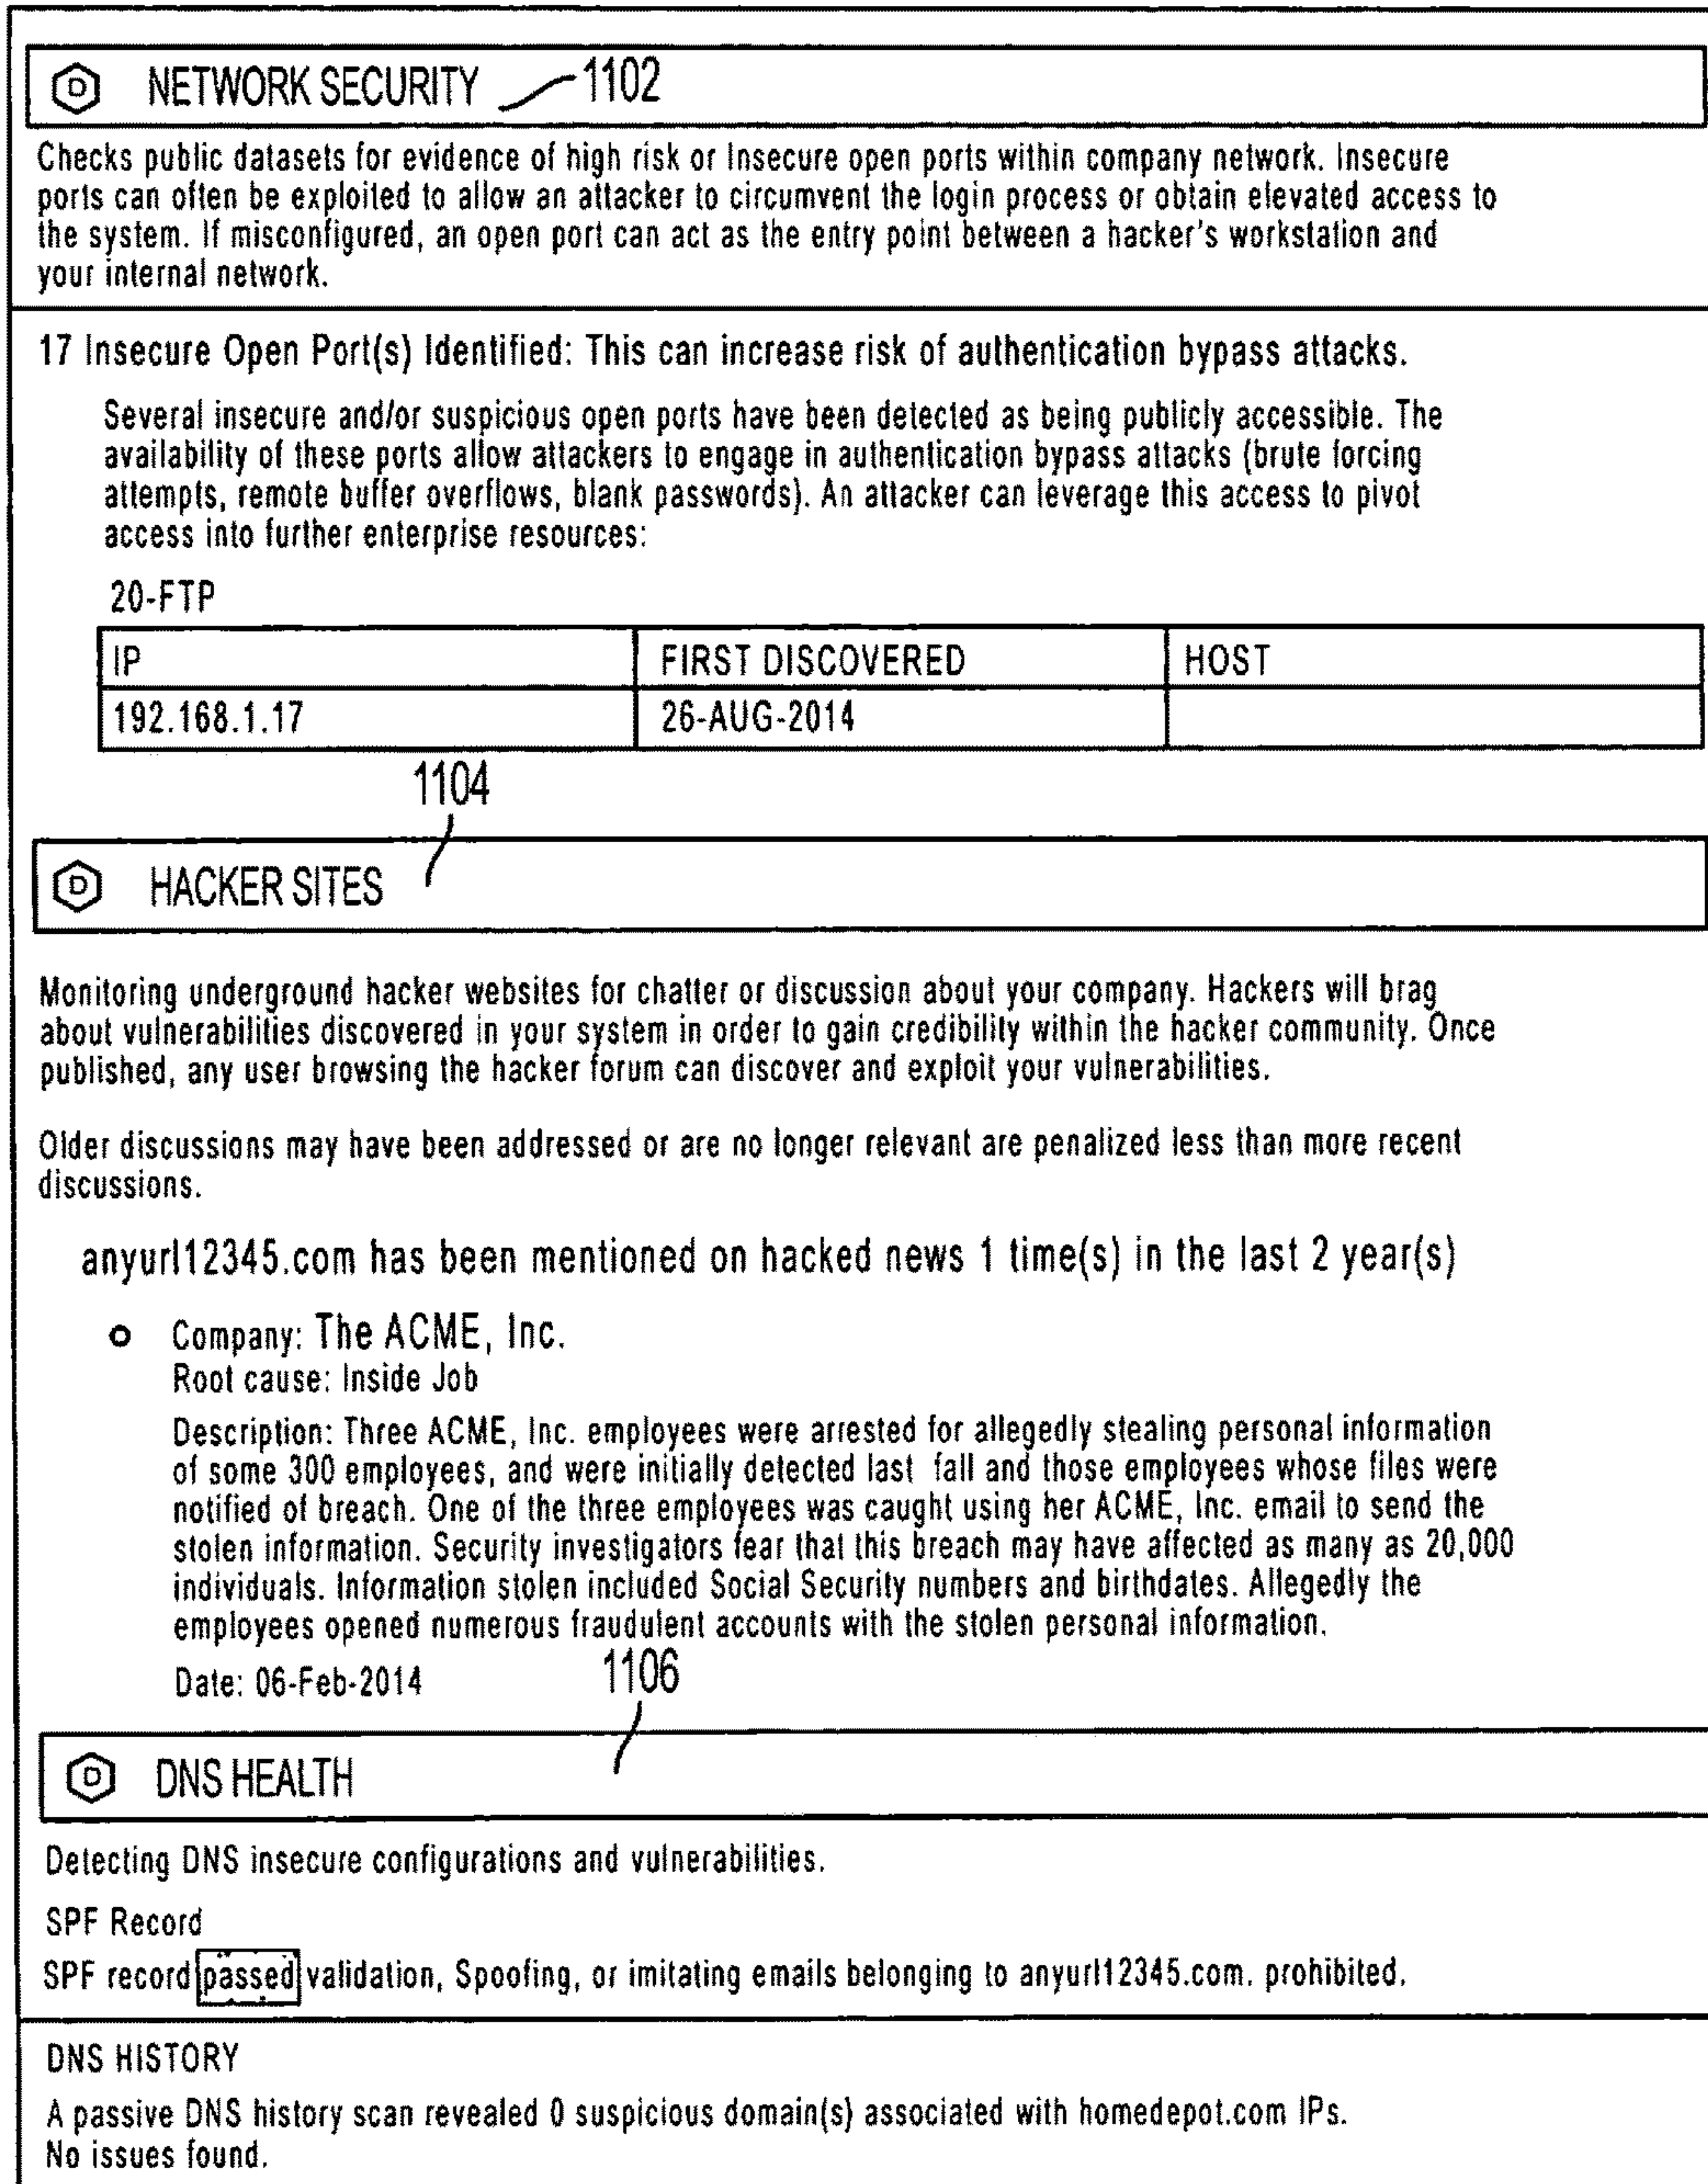 D NETWORK SECURITY 1102
Checks public datasets for evidence of high risk or Insecure open ports within company network. Insecure
ports can often be exploited to allow an attacker to circumvent the login process or obtain elevated access to
the system. If misconfigured, an open port can act as the entry point between a hacker's workstation and
your internal network.
17 Insecure Open Port(s) Identified: This can increase risk of authentication bypass attacks.
Several insecure and/or suspicious open ports have been detected as being publicly accessible. The
availability of these ports allow attackers to engage in authentication bypass attacks (brute forcing
attempts, remote buffer overflows, blank passwords). An attacker can leverage this access to pivot
access into further enterprise resources:
20-FTP
IP FIRST DISCOVERED HOST
192.168.1.17 26-AUG-2014
1104
D HACKER SITES
Monitoring underground hacker websites for chatter or discussion about your company. Hackers will brag
about vulnerabilities discovered in your system in order to gain credibility within the hacker community. Once
published, any user browsing the hacker forum can discover and exploit your vulnerabilities.
Older discussions may have been addressed or are no longer relevant are penalized less than more recent
discussions.
anyurl12345.com has been mentioned on hacked news 1 time(s) in the last 2 year(s)
Company: The ACME, Inc.
Root cause: Inside Job
Description: Three ACME, Inc. employees were arrested for allegedly stealing personal information
of some 300 employees, and were initially detected last fall and those employees whose files were
notified of breach. One of the three employees was caught using her ACME, Inc. email to send the
stolen information. Security investigators fear that this breach may have affected as many as 20,000
individuals. Information stolen included Social Security numbers and birthdates. Allegedly the
employees opened numerous fraudulent accounts with the stolen personal information.
Date: 06-Feb-2014 1106
D DNS HEALTH
Detecting DNS insecure configurations and vulnerabilities.
SPF Record
SPF record passed validation, Spoofing, or imitating emails belonging to anyurl12345.com. prohibited.
DNS HISTORY
A passive DNS history scan revealed 0 suspicious domain(s) associated with homedepot.com IPs.
No issues found.